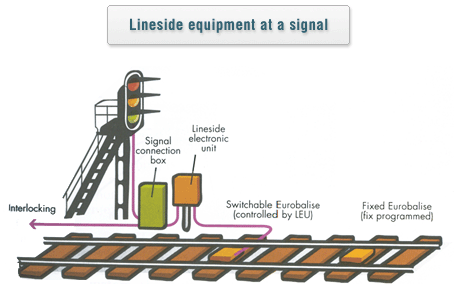 Lineside equipment at a signal
Lineside
electronic
unit
Signal
connection
box
Interlocking
Switchable Eurobalise
(controlled by LEU)
Fixed Eurobalise
(fix programmed)